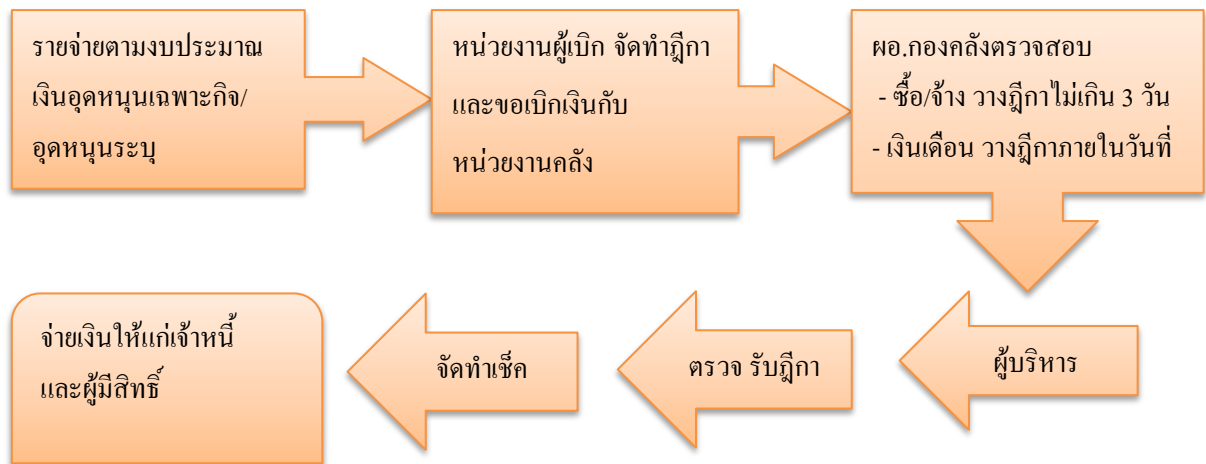 รายจ่ายตามงบประมาณ
เงินอุดหนุนเฉพาะกิจ/
อุดหนุนระบุ
หน่วยงานผู้เบิก จัดทำฎีกา
และขอเบิกเงินกับ
หน่วยงานคลัง
ผอ.กองคลังตรวจสอบ
- ซื้อ/จ้าง วางฎีกาไม่เกิน 3 วัน
- เงินเดือน วางฎีกาภายในวันที่
ผู้บริหาร
ตรวจ รับฎีกา
จัดทำเช็ค
จ่ายเงินให้แก่เจ้าหนี้
และผู้มีสิทธิ์